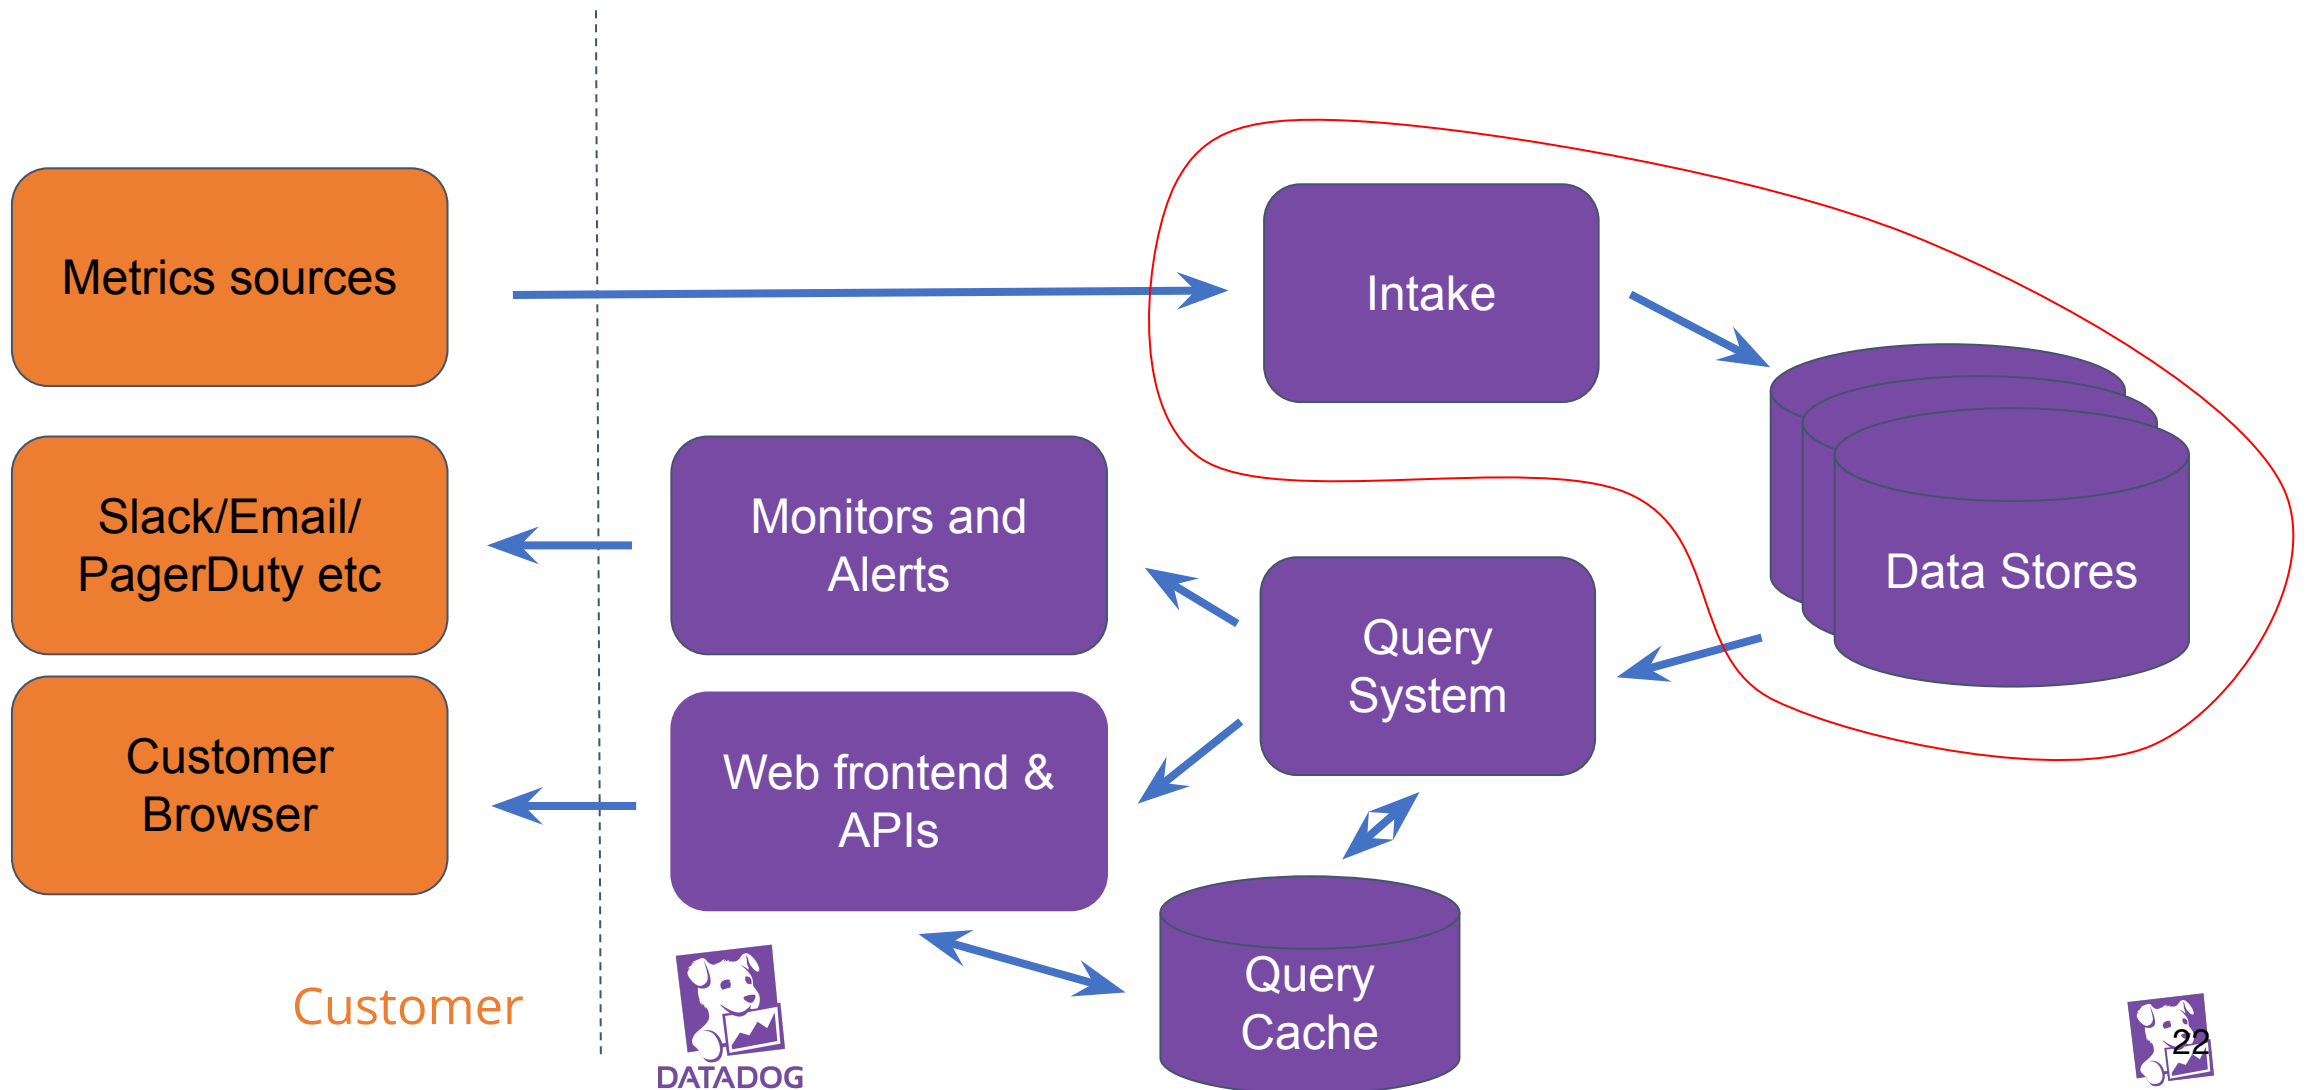 Metrics sources
Intake
Slack/Email/
PagerDuty etc
Monitors and
Alerts
Data Stores
Query
System
Customer
Browser
Web frontend &
APIs
Query
Cache
Customer
DATADOG
22